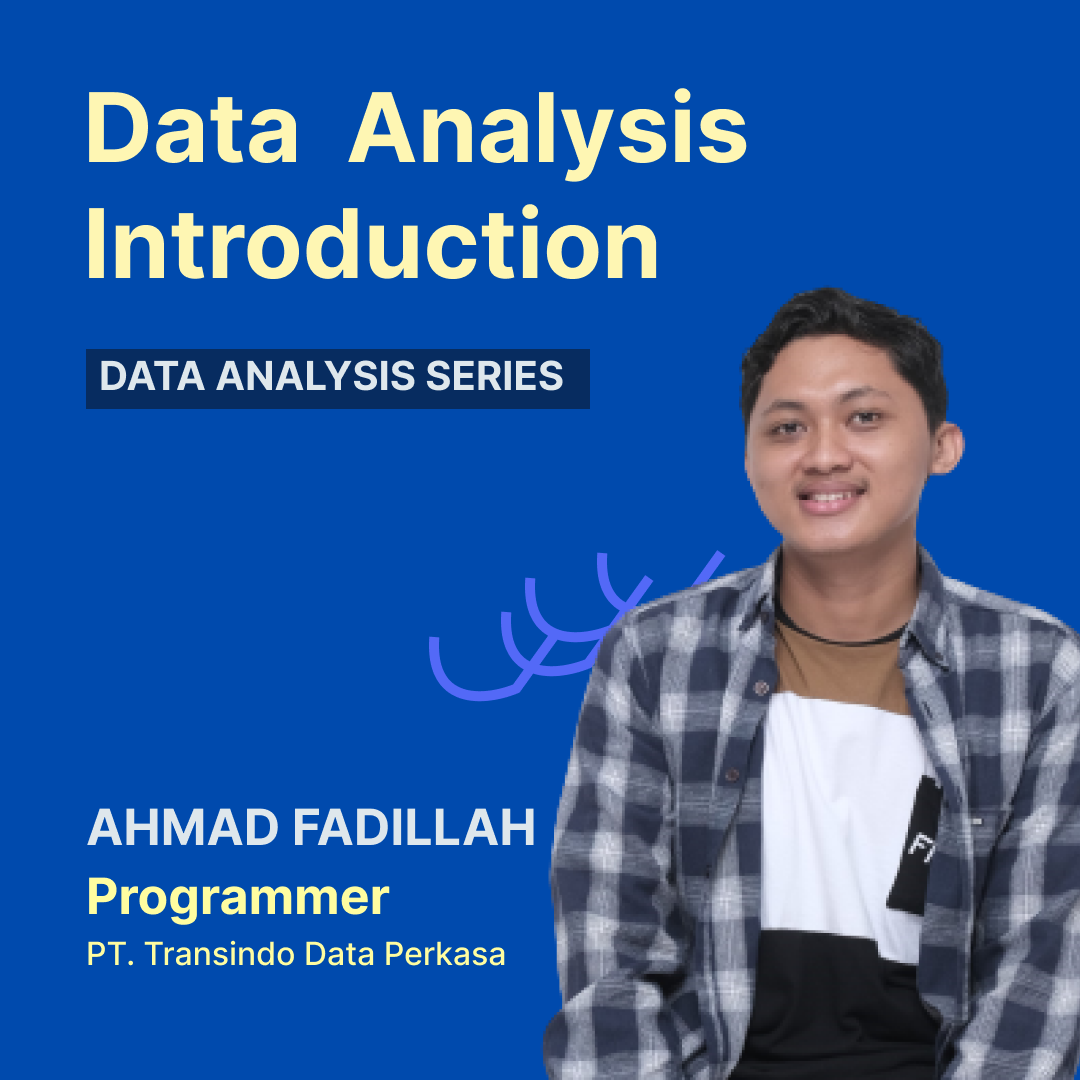 Data Analysis
Introduction
DATA ANALYSIS SERIES
AHMAD FADILLAH
Programmer
PT. Transindo Data Perkasa